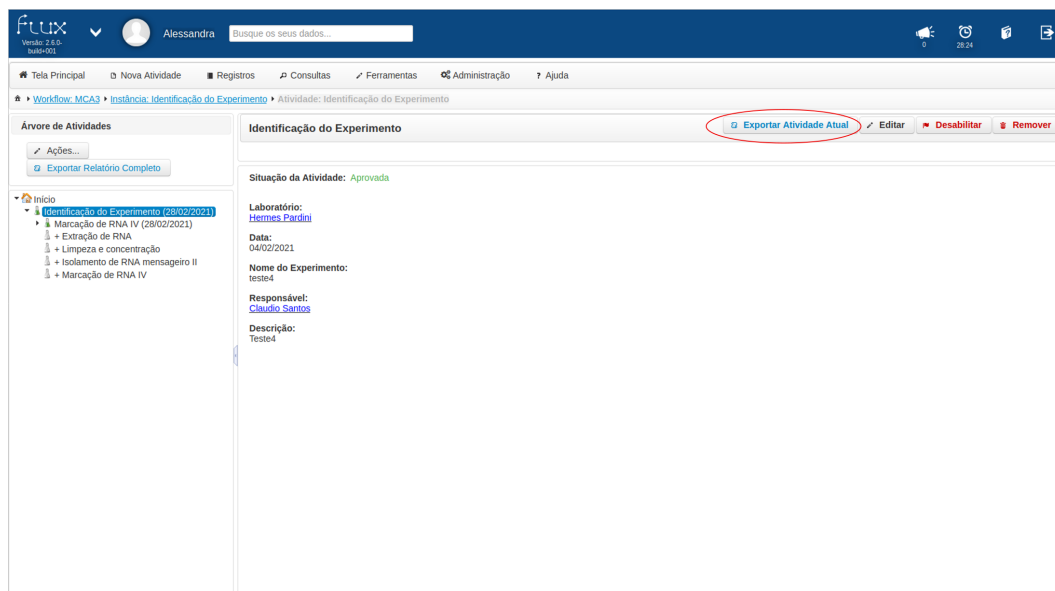 flux
Versão: 2.6.0-
build+001
Alessandra
Busque os seus dados...
0
28:24
Tela Principal
Nova Atividade
Registros
Consultas
Ferramentas
Administração
? Ajuda
Workflow: MCA3
Instância: Identificação do Experimento
Atividade: Identificação do Experimento
Árvore de Atividades
Ações...
Exportar Relatório Completo
Início
Identificação do Experimento (28/02/2021)
Marcação de RNA IV (28/02/2021)
+ Extração de RNA
+ Limpeza e concentração
+ Isolamento de RNA mensageiro II
+ Marcação de RNA IV
Identificação do Experimento
Exportar Atividade Atual
Editar
Desabilitar
Remover
Situação da Atividade: Aprovada
Laboratório:
Hermes Pardini
Data:
04/02/2021
Nome do Experimento:
teste4
Responsável:
Claudio Santos
Descrição:
Teste4